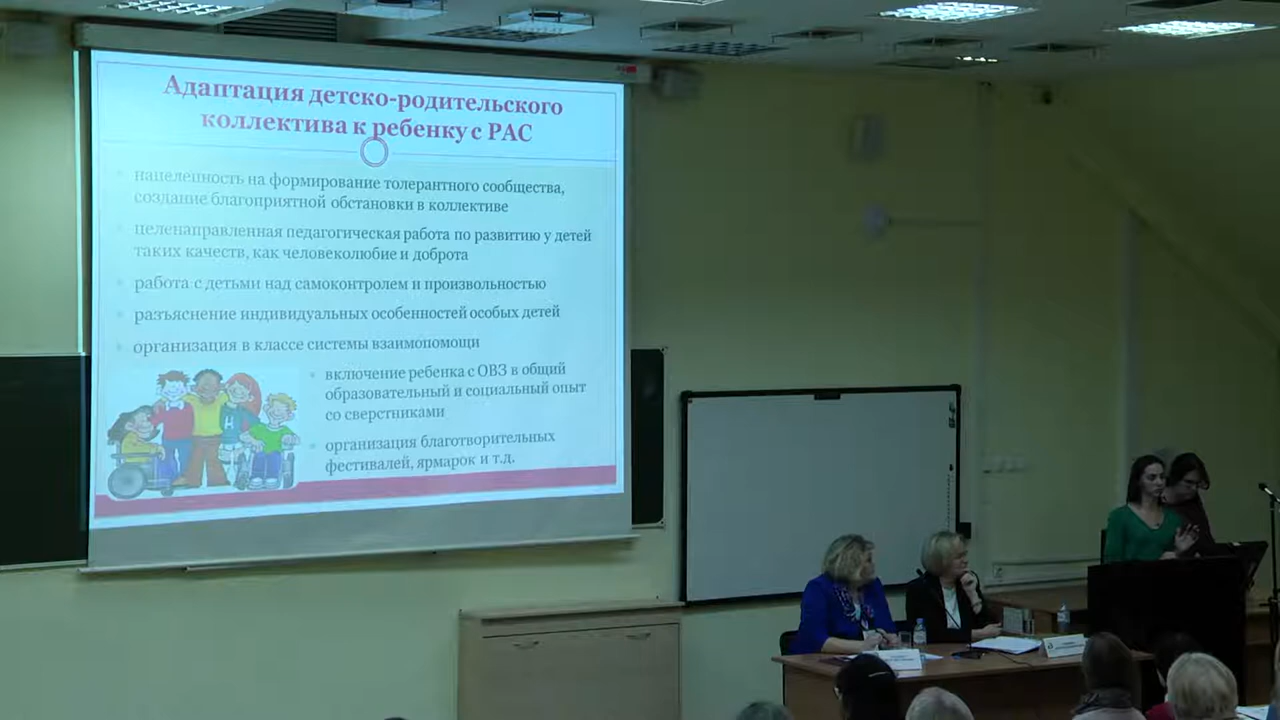 Адаптация детско-родительского
коллектива к ребенку с РАС
нацеленность на формирование толерантного сообщества,
создание благоприятной обстановки в коллективе
целенаправленная педагогическая работа по развитию у детей
таких качеств, как человеколюбие и доброта
работа с детьми над самоконтролем и произвольностью
разъяснение индивидуальных особенностей особых детей
организация в классе системы взаимопомощи
включение ребенка с ОВЗ в общий
образовательный и социальный опыт
со сверстниками
организация благотворительных
фестивалей, ярмарок и т.д.